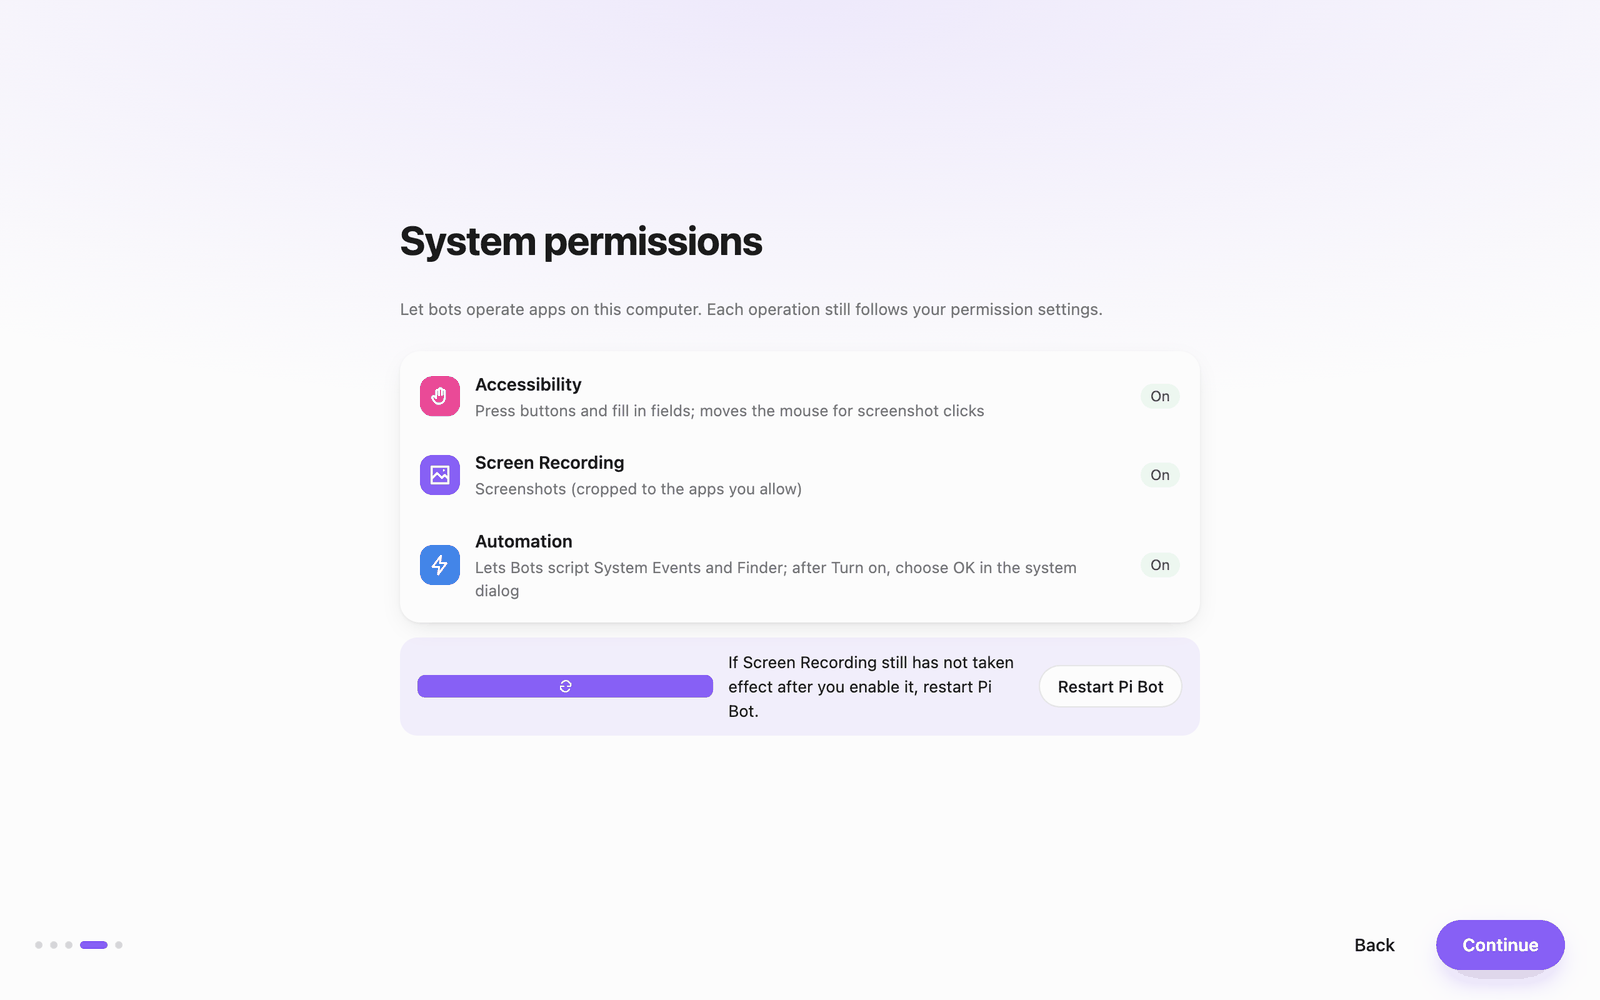 System permissions
Let bots operate apps on this computer. Each operation still follows your permission settings.
Accessibility
Press buttons and fill in fields; moves the mouse for screenshot clicks
On
Screen Recording
Screenshots (cropped to the apps you allow)
On
Automation
Lets Bots script System Events and Finder; after Turn on, choose OK in the system
dialog
On
If Screen Recording still has not taken
effect after you enable it, restart Pi
Bot.
Restart Pi Bot
Back
Continue